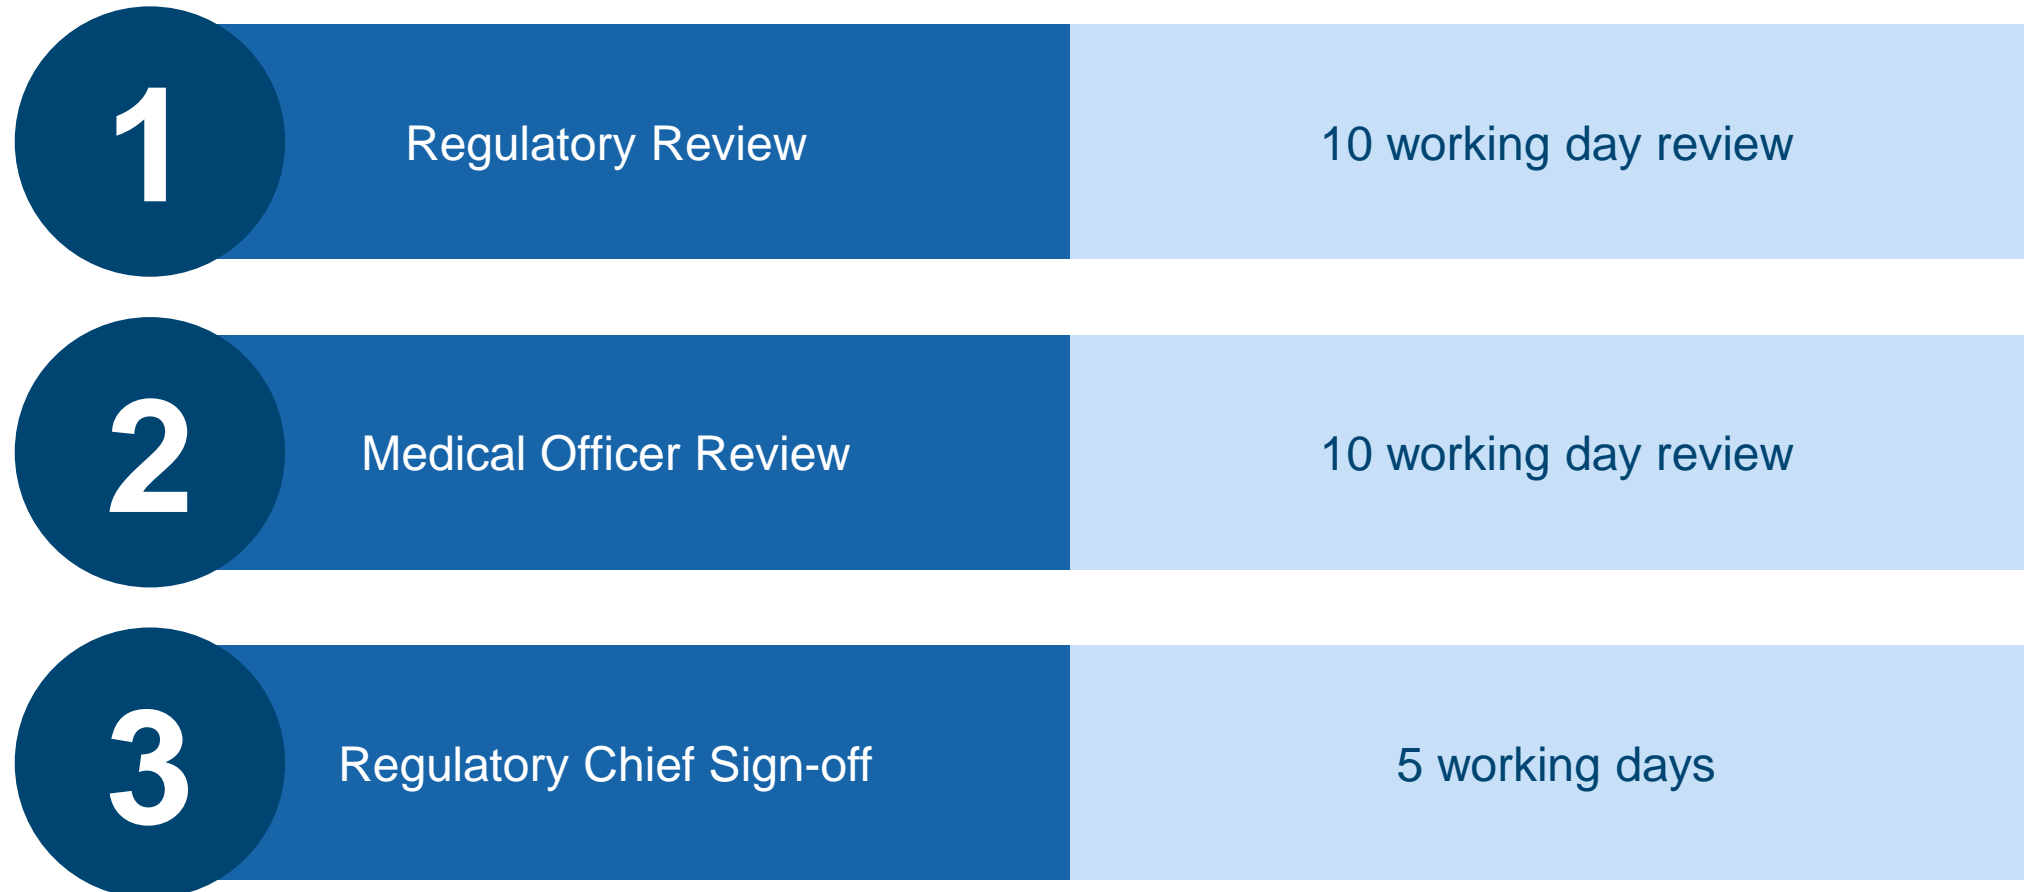 1
Regulatory Review
10 working day review
2
Medical Officer Review
10 working day review
3
Regulatory Chief Sign-off
5 working days